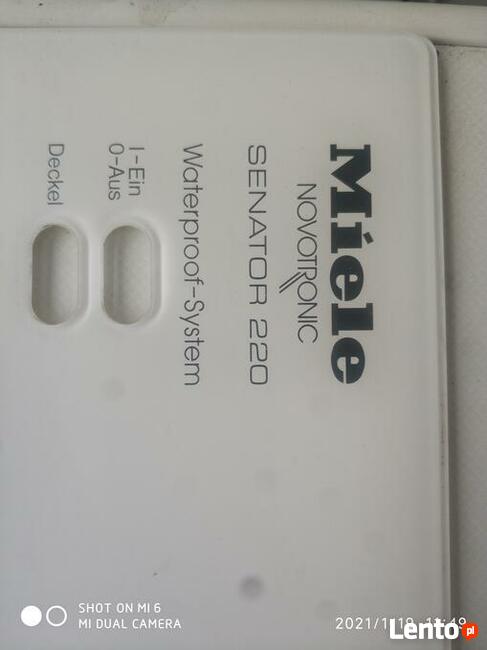 Miele
NOVOTRONIC
SENATOR 220
Waterproof-System
I-Ein
0-Aus
Deckel
SHOT ON MI 6
MI DUAL CAMERA
Lento.pl